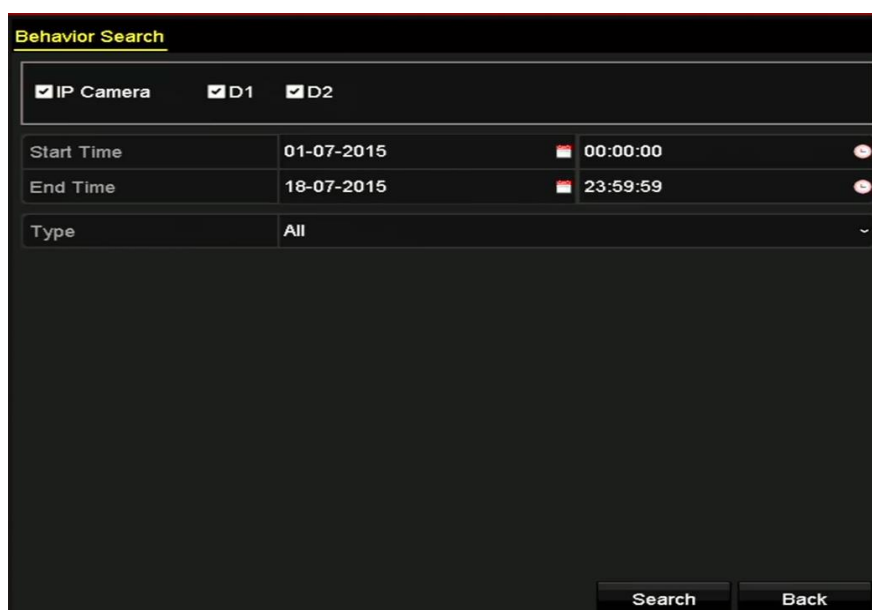 Behavior Search
IP Camera D1 D2
Start Time 01-07-2015 00:00:00
End Time 18-07-2015 23:59:59
Type All
Search Back